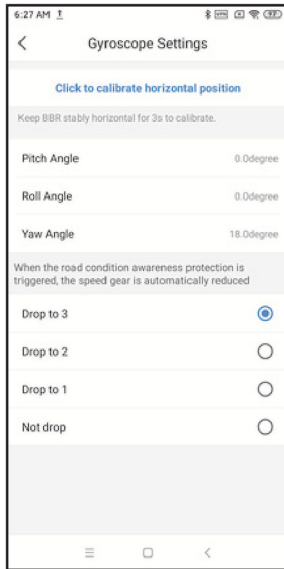 6:27 AM
Gyroscope Settings
Click to calibrate horizontal position
Keep BBR stably horizontal for 3s to calibrate.
Pitch Angle 0.0degree
Roll Angle 0.0degree
Yaw Angle 18.0degree
When the road condition awareness protection is
triggered, the speed gear is automatically reduced
Drop to 3
Drop to 2
Drop to 1
Not drop